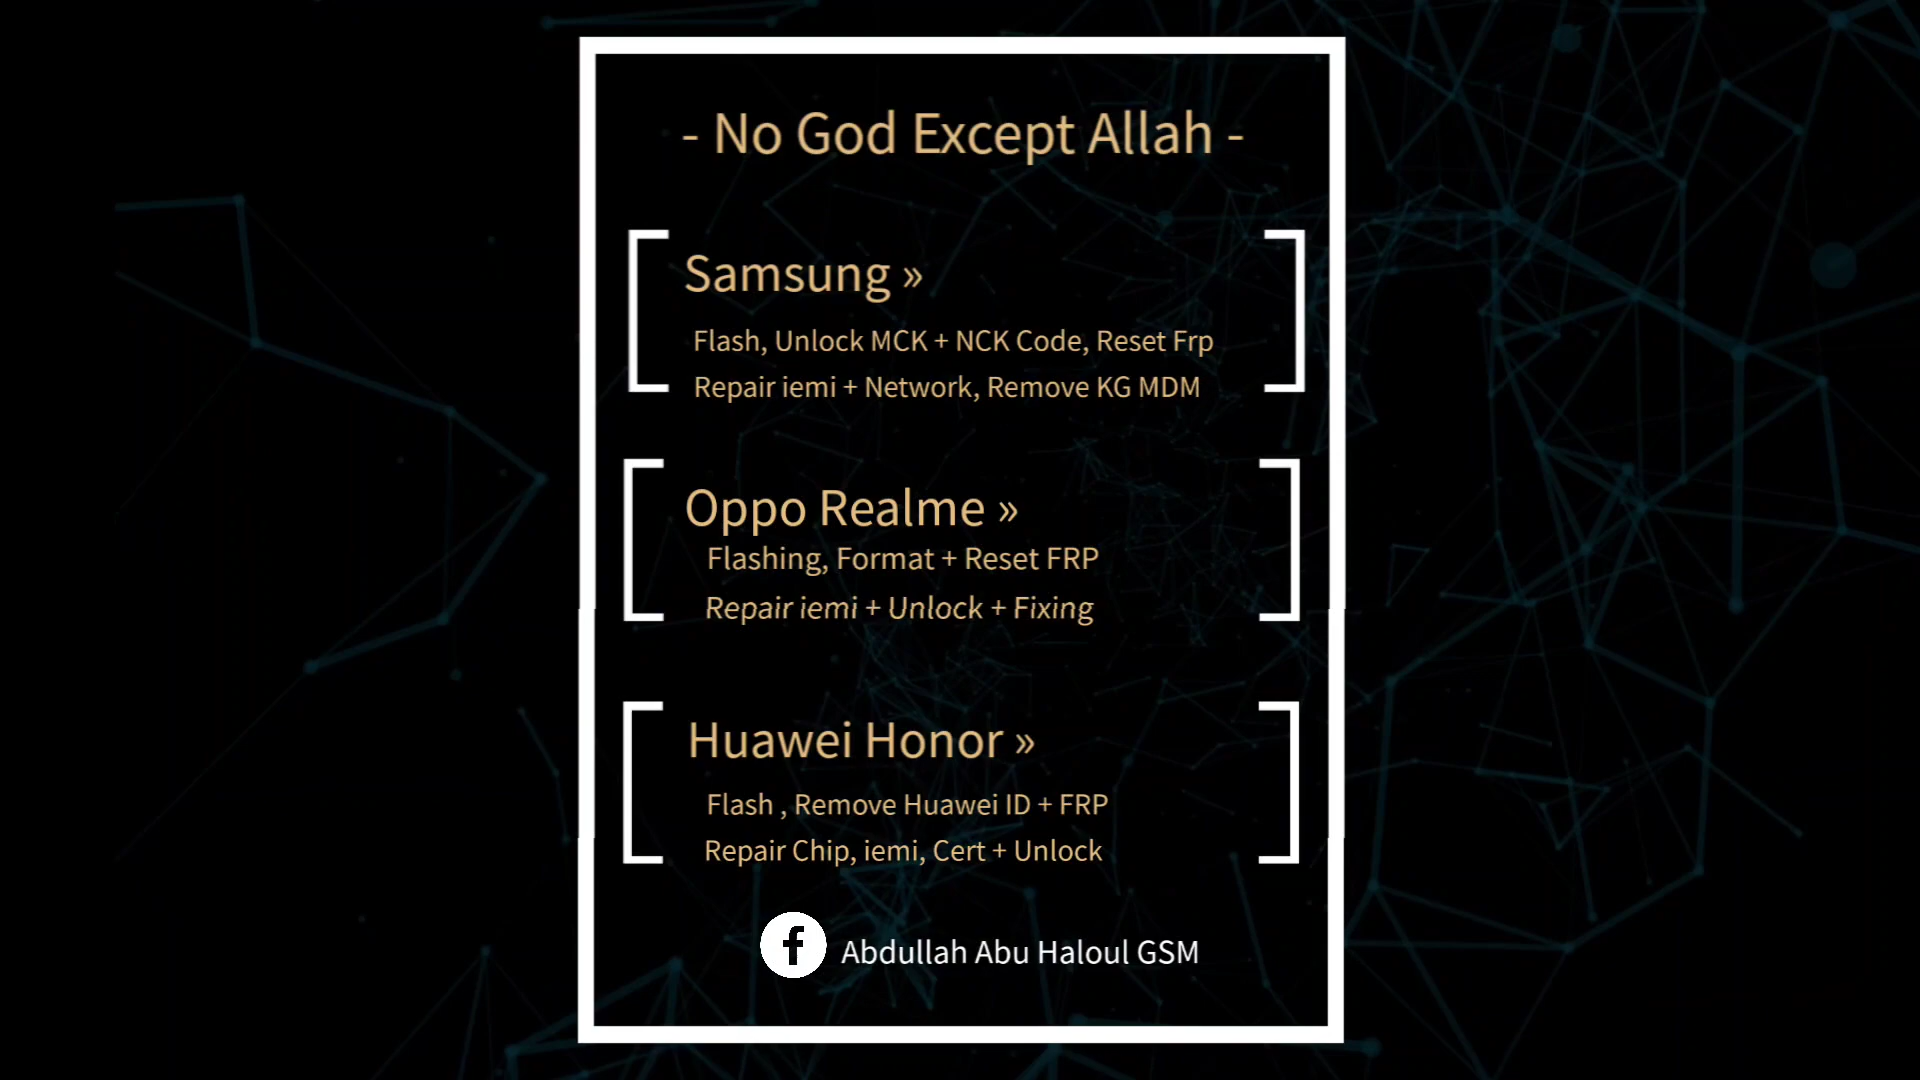 - No God Except Allah -
Samsung »
Flash, Unlock MCK + NCK Code, Reset Frp
Repair iemi + Network, Remove KG MDM
Oppo Realme »
Flashing, Format + Reset FRP
Repair iemi + Unlock + Fixing
Huawei Honor »
Flash , Remove Huawei ID + FRP
Repair Chip, iemi, Cert + Unlock
f Abdullah Abu Haloul GSM